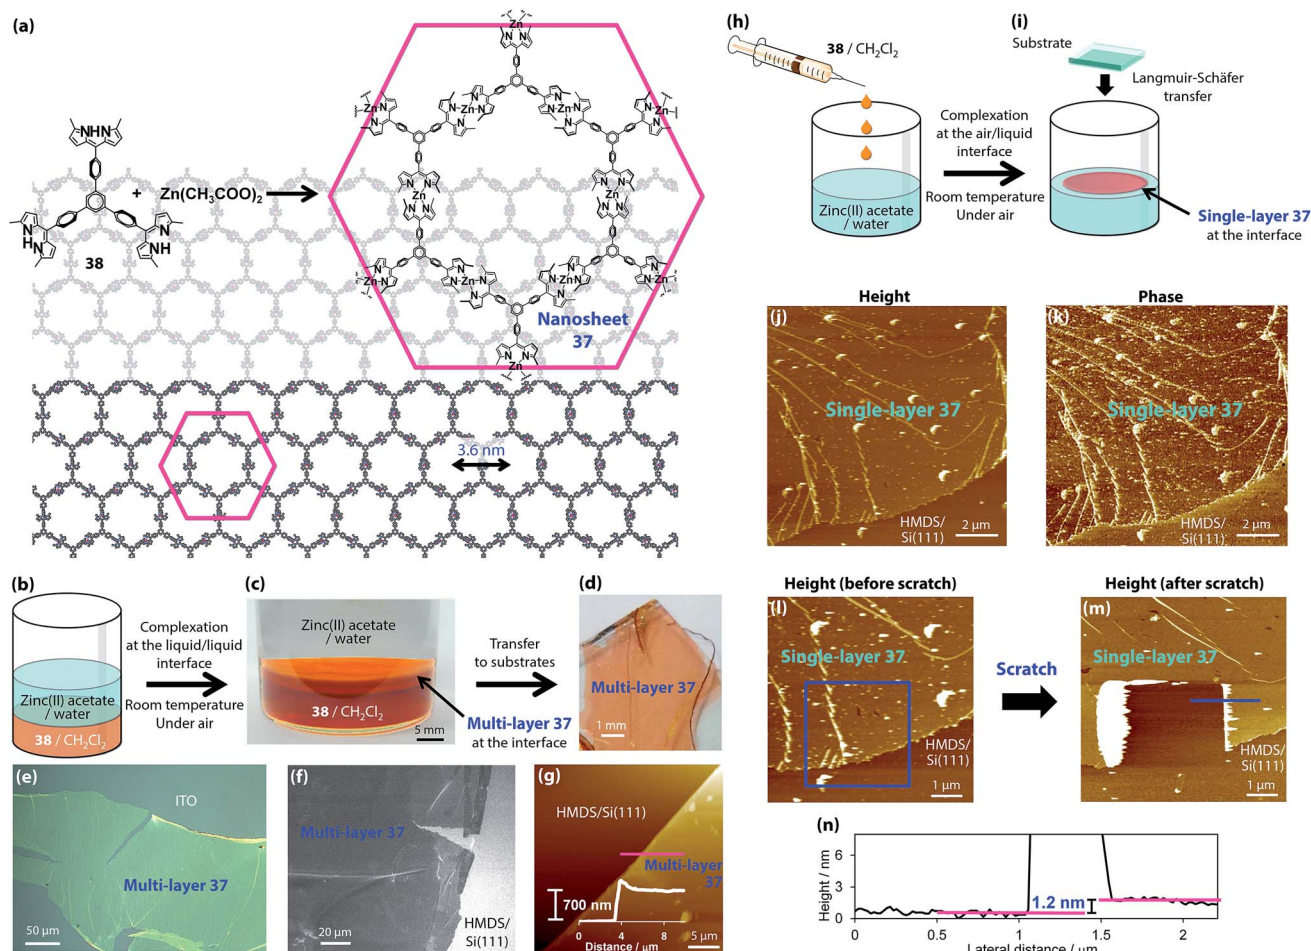 (a)
Zn
Zn
Zn
Zn
Zn
N
N
NH
N
38
+ Zn(CH₃COO)₂
Nanosheet
37
3.6 nm
(b)
Zinc(II) acetate
/ water
38 / CH₂Cl₂
Complexation
at the liquid/liquid
interface
Room temperature
Under air
(c)
Zinc(II) acetate
/ water
38 / CH₂Cl₂
5 mm
Transfer
to substrates
Multi-layer 37
at the interface
(d)
Multi-layer 37
1 mm
(e)
ITO
Multi-layer 37
50 μm
(f)
Multi-layer 37
20 μm
HMDS/
Si(111)
(g)
HMDS/Si(111)
Multi-layer
37
700 nm
0 4 8
Distance / μm
5 μm
(h)
38 / CH₂Cl₂
Zinc(II) acetate
/ water
Complexation
at the air/liquid
interface
Room temperature
Under air
(i)
Substrate
Langmuir-Schäfer
transfer
Single-layer 37
at the interface
Height
(j)
Single-layer 37
HMDS/
Si(111)
2 μm
Phase
(k)
Single-layer 37
HMDS/
Si(111)
2 μm
Height (before scratch)
(l)
Single-layer 37
HMDS/
Si(111)
1 μm
Scratch
Height (after scratch)
(m)
Single-layer 37
HMDS/
Si(111)
1 μm
(n)
Height / nm
6
3
0
1.2 nm
0 0.5 1 1.5 2
Lateral distance / μm